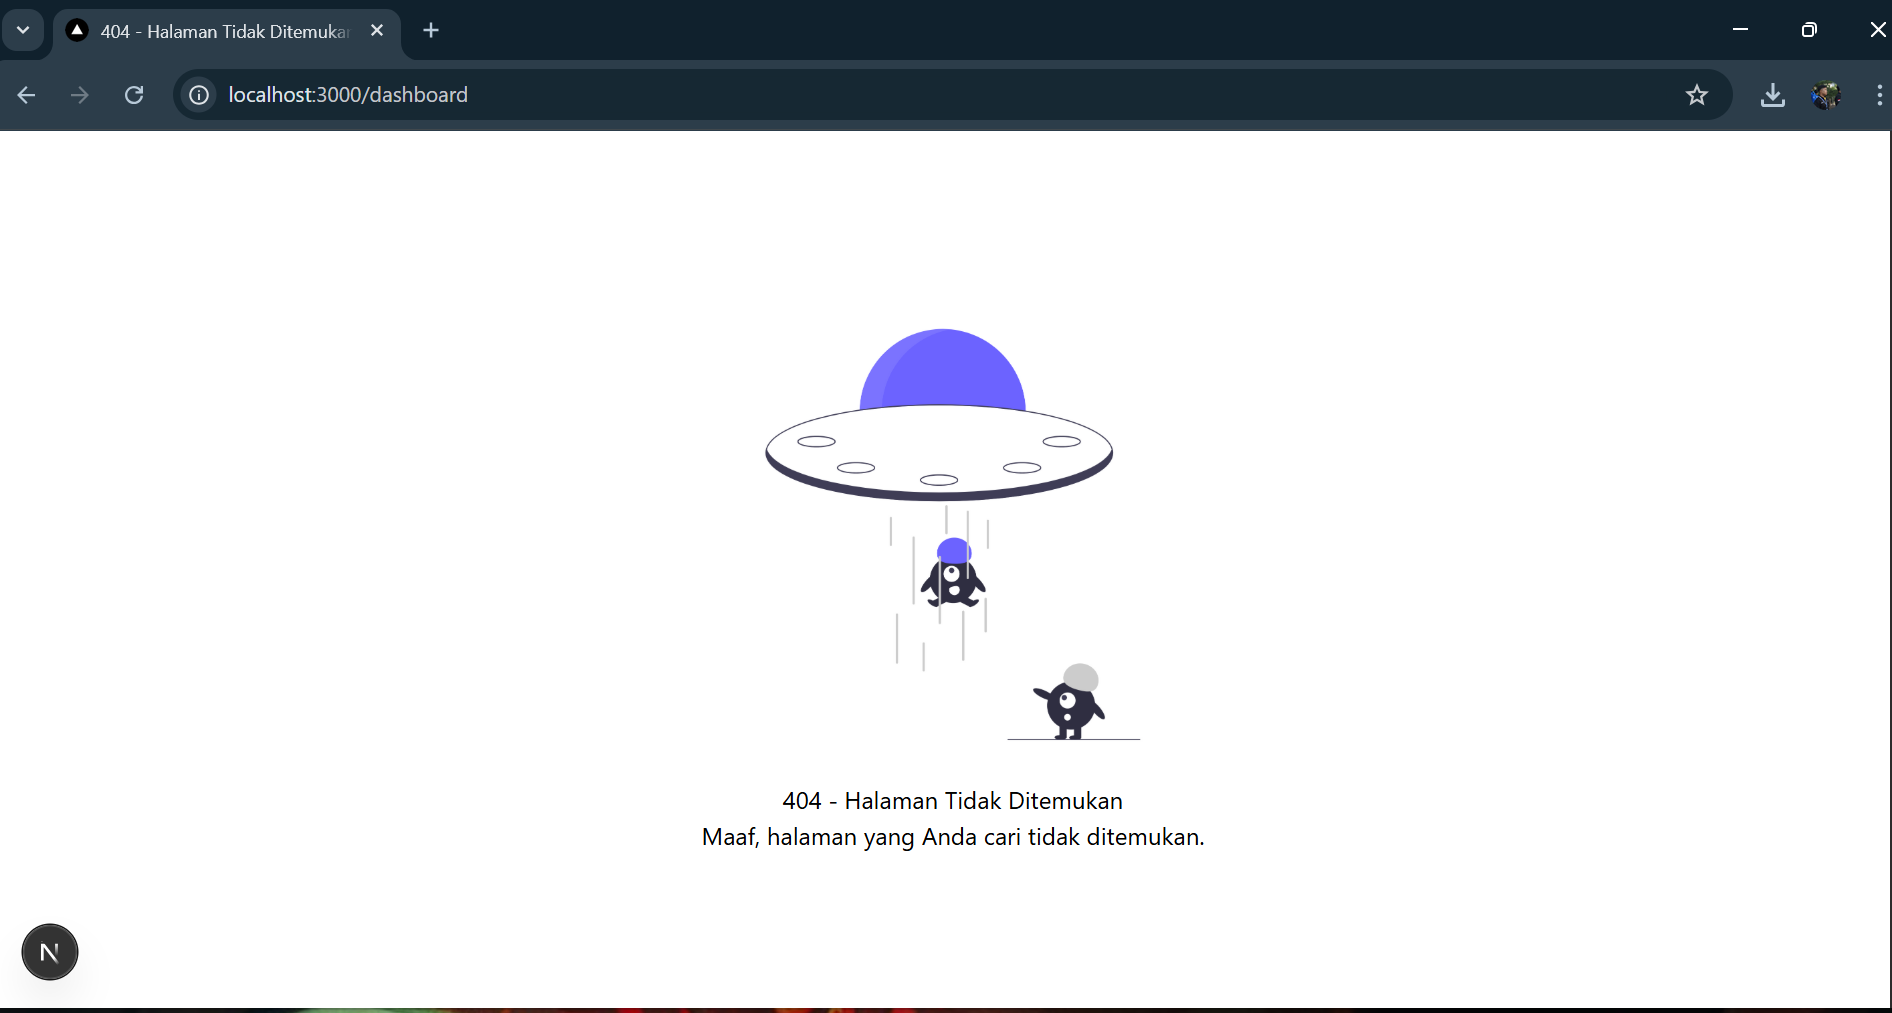 404 - Halaman Tidak Ditemukan
localhost:3000/dashboard
404 - Halaman Tidak Ditemukan
Maaf, halaman yang Anda cari tidak ditemukan.
N